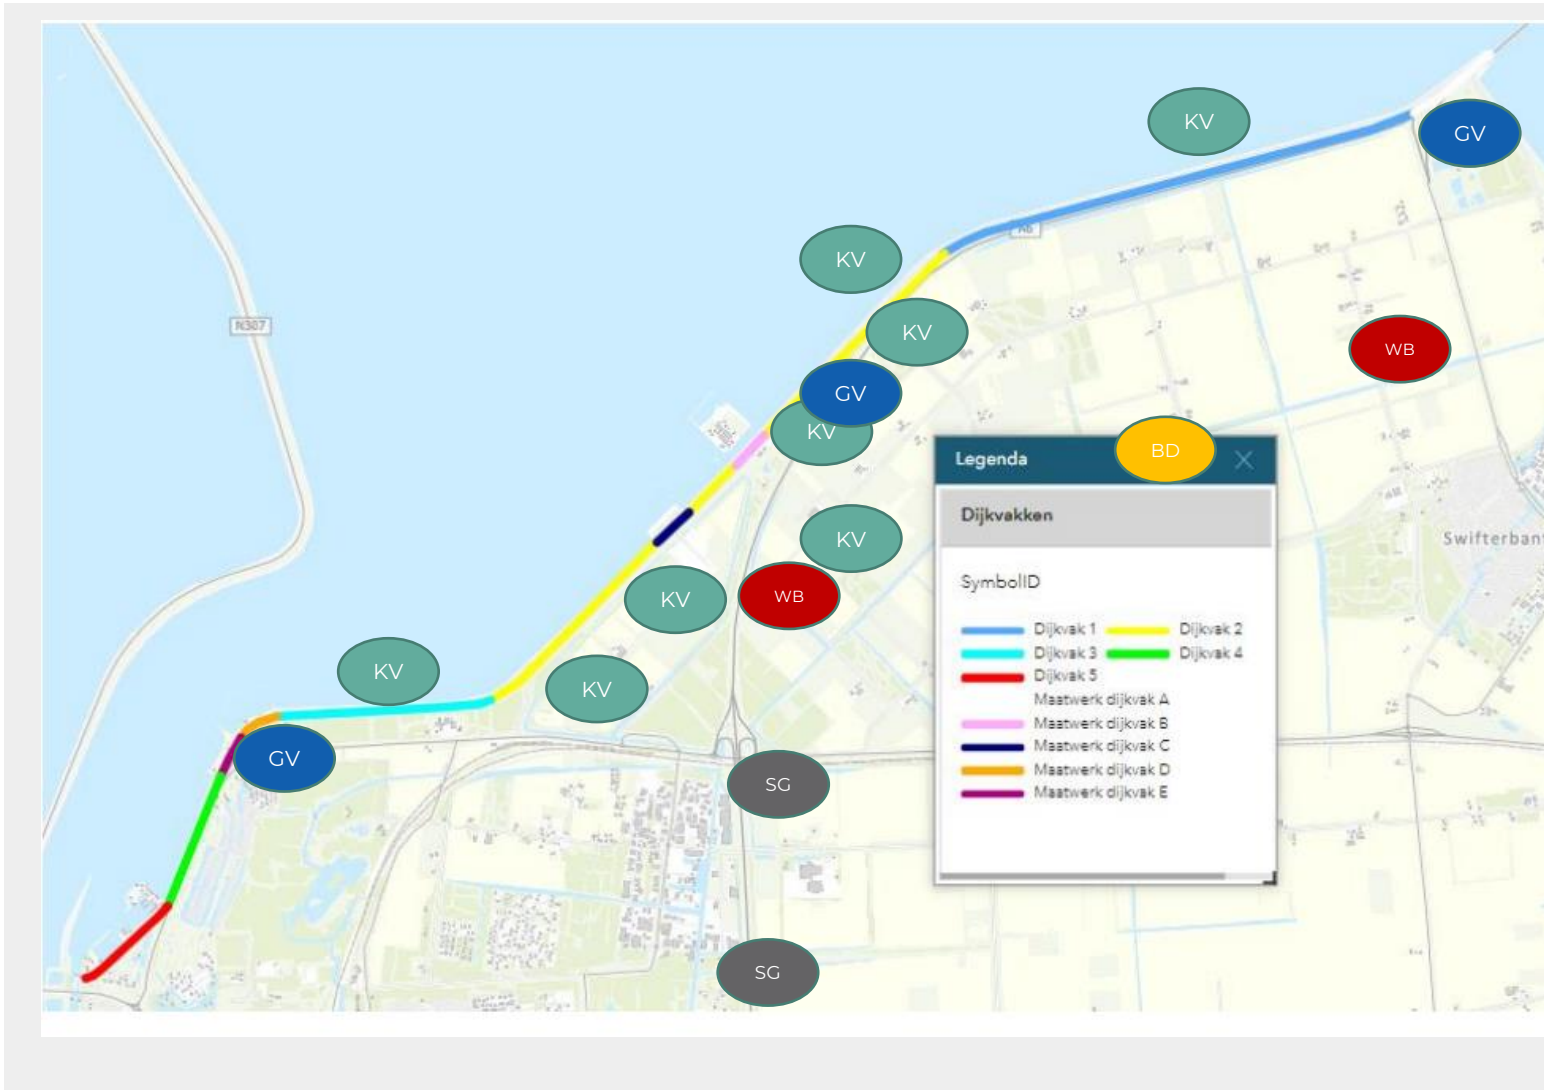 KV
GV
N6
KV
N307
KV
WB
GV
KV
BD
Legenda
Dijkvakken
KV
Swifterbant
SymbolID
KV
WB
Dijkvak 1
Dijkvak 2
Dijkvak 3
Dijkvak 4
Dijkvak 5
Maatwerk dijkvak A
Maatwerk dijkvak B
Maatwerk dijkvak C
Maatwerk dijkvak D
Maatwerk dijkvak E
KV
KV
GV
SG
SG